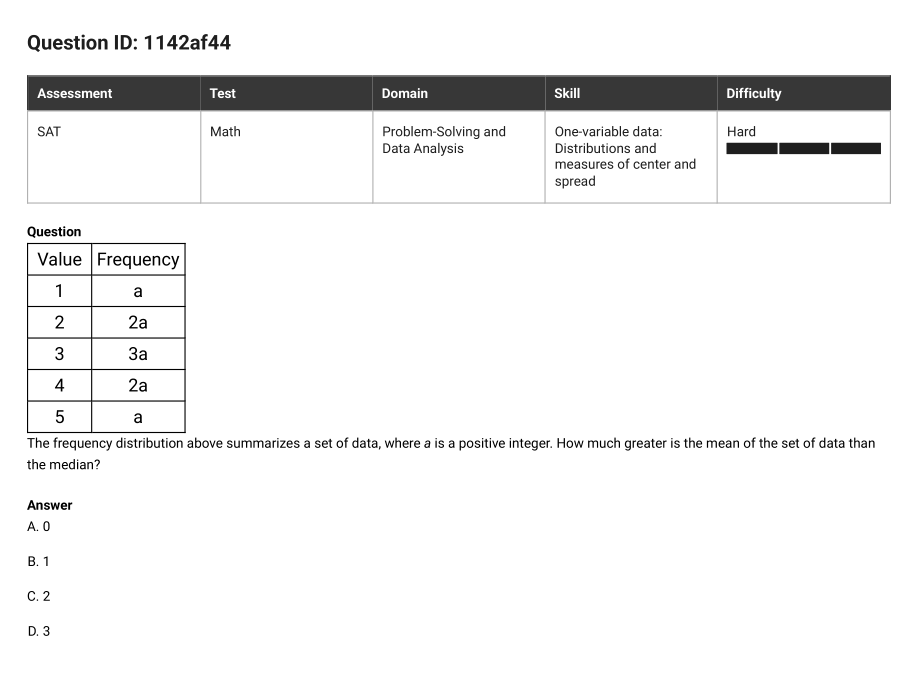 Question ID: 1142af44
Assessment Test Domain Skill Difficulty
SAT Math Problem-Solving and Data Analysis One-variable data: Distributions and measures of center and spread Hard
Question
Value Frequency
1 a
2 2a
3 3a
4 2a
5 a
The frequency distribution above summarizes a set of data, where a is a positive integer. How much greater is the mean of the set of data than
the median?
Answer
A. 0
B. 1
C. 2
D. 3